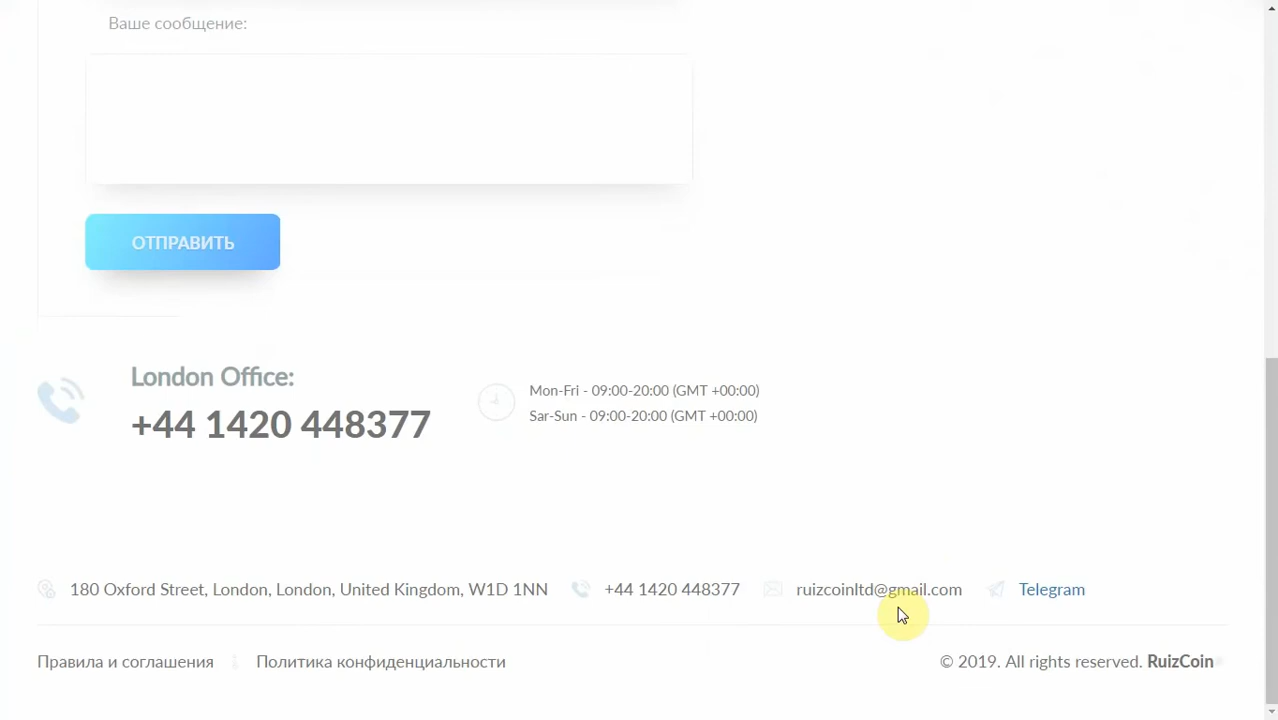 Ваше сообщение:
ОТПРАВИТЬ
London Office:
+44 1420 448377
Mon-Fri - 09:00-20:00 (GMT +00:00)
Sar-Sun - 09:00-20:00 (GMT +00:00)
180 Oxford Street, London, London, United Kingdom, W1D 1NN +44 1420 448377 ruizcoinltd@gmail.com Telegram
Правила и соглашения Политика конфиденциальности © 2019. All rights reserved. RuizCoin